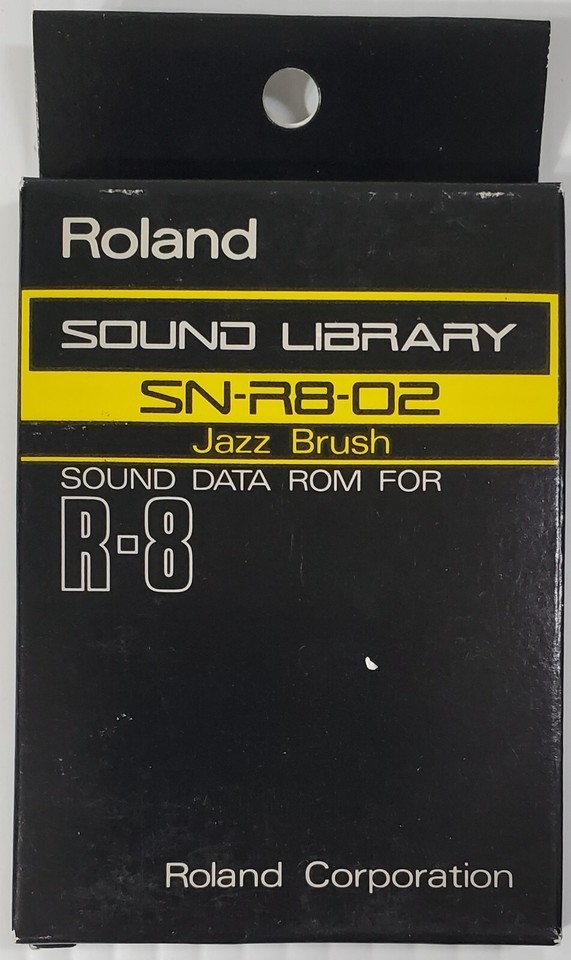 Roland
SOUND LIBRARY
SN-R8-02
Jazz Brush
SOUND DATA ROM FOR
R-8
Roland Corporation